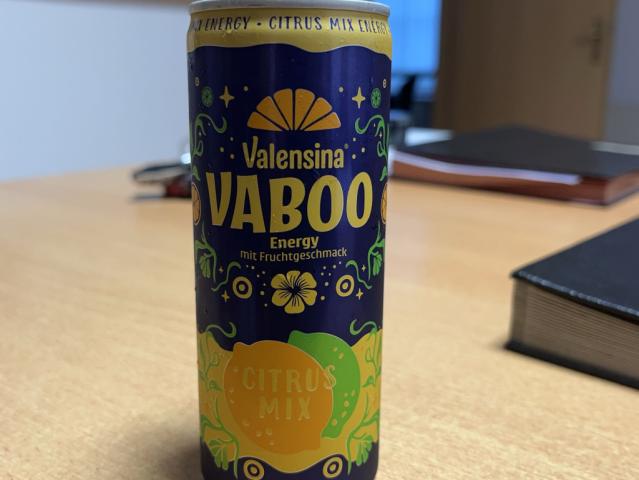 ENERGY • CITRUS MIX ENERGY
Valensina
VABOO
Energy
mit Fruchtgeschmack
CITRUS
MIX